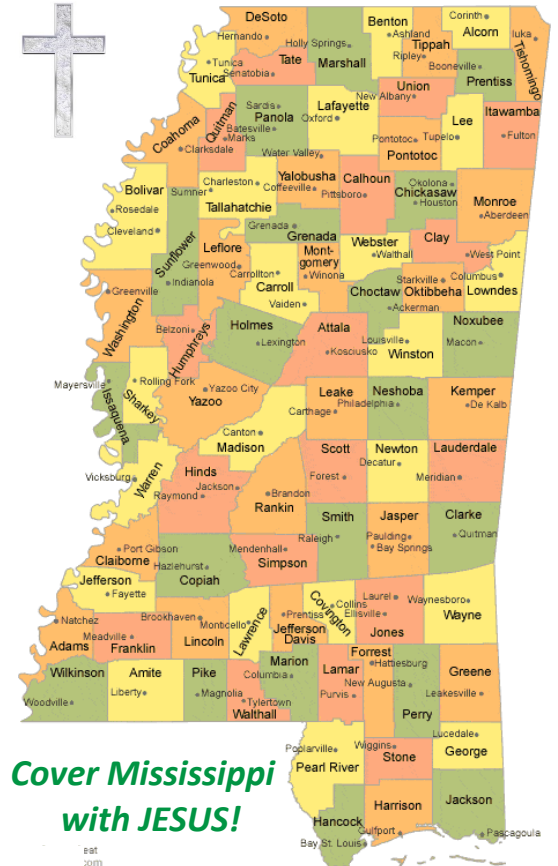 DeSoto
Hernando
Tunica
Tunica
Tate
Senatobia
Holly Springs
Marshall
Benton
Ashland
Tippah
Ripley
Corinth
Alcorn
Iuka
Tishomingo
Booneville
Prentiss
Coahoma
Clarksdale
Quitman
Marks
Sardis
Panola
Batesville
Lafayette
Oxford
Union
New Albany
Pontotoc
Pontotoc
Lee
Tupelo
Itawamba
Fulton
Bolivar
Rosedale
Cleveland
Sumner
Charleston
Tallahatchie
Water Valley
Yalobusha
Coffeeville
Calhoun
Pittsboro
Okolona
Chickasaw
Houston
Monroe
Aberdeen
Sunflower
Indianola
Leflore
Greenwood
Grenada
Grenada
Carrollton
Carroll
Vaiden
Mont-
gomery
Winona
Webster
Walthall
Clay
West Point
Choctaw
Ackerman
Starkville
Oktibbeha
Columbus
Lowndes
Washington
Greenville
Belzoni
Humphreys
Holmes
Lexington
Attala
Kosciusko
Louisville
Winston
Noxubee
Macon
Mayersville
Issaquena
Rolling Fork
Sharkey
Yazoo City
Yazoo
Canton
Madison
Leake
Carthage
Neshoba
Philadelphia
Kemper
De Kalb
Vicksburg
Warren
Hinds
Jackson
Raymond
Brandon
Rankin
Scott
Forest
Newton
Decatur
Lauderdale
Meridian
Port Gibson
Claiborne
Hazlehurst
Copiah
Mendenhall
Simpson
Smith
Raleigh
Jasper
Paulding
Bay Springs
Clarke
Quitman
Jefferson
Fayette
Natchez
Adams
Meadville
Franklin
Brookhaven
Lincoln
Monticello
Lawrence
Prentiss
Jefferson
Davis
Covington
Collins
Laurel
Ellisville
Jones
Waynesboro
Wayne
Wilkinson
Woodville
Amite
Liberty
Pike
Magnolia
Tylertown
Walthall
Marion
Columbia
Lamar
Purvis
Forrest
Hattiesburg
New Augusta
Perry
Greene
Leakesville
Poplarville
Pearl River
Wiggins
Stone
Lucedale
George
Hancock
Bay St. Louis
Harrison
Gulfport
Jackson
Pascagoula
Cover Mississippi
with JESUS!
eat
com